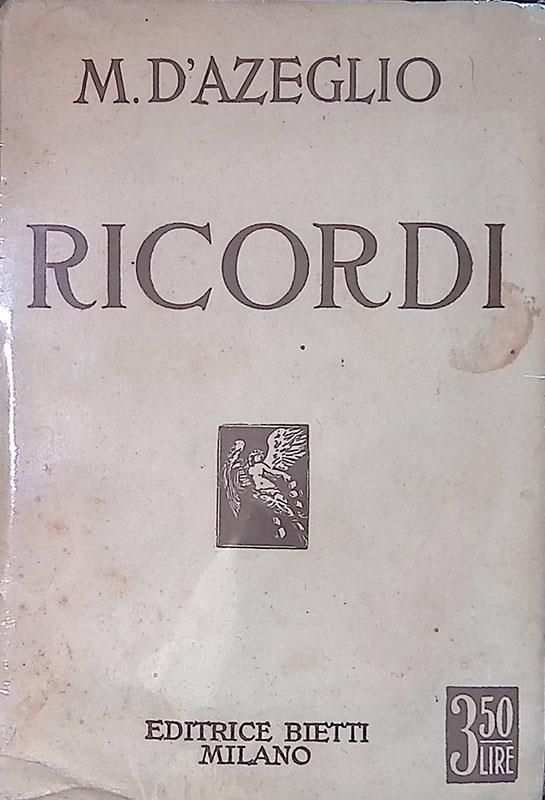 M. D'AZEGLIO
RICORDI
EDITRICE BIETTI
MILANO
3 50
LIRE